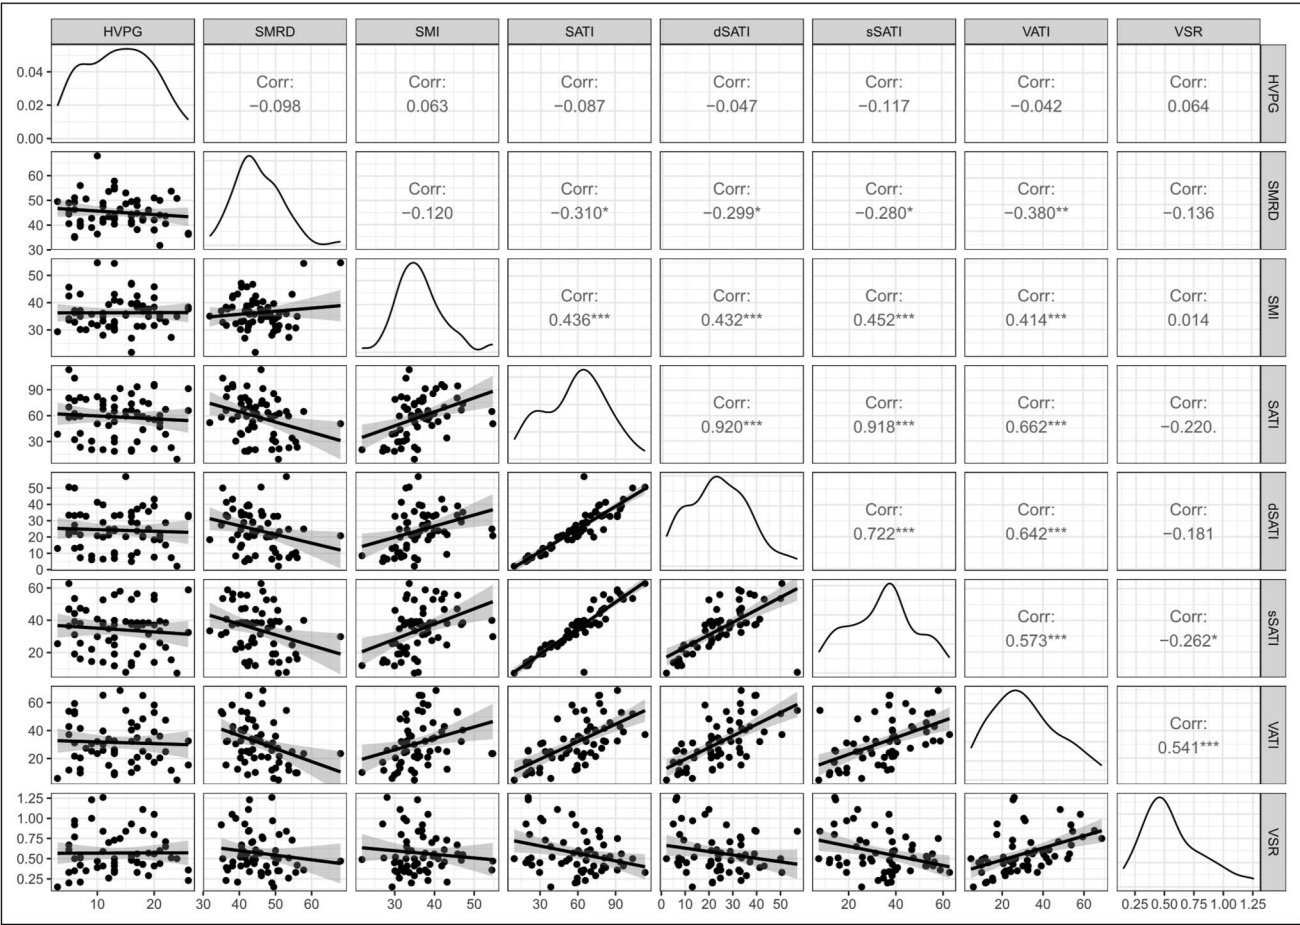 HVPG SMRD SMI SATI dSATI sSATI VATI VSR
0.04
0.02
0.00
Corr: Corr: Corr: Corr: Corr: Corr: Corr:
−0.098 0.063 −0.087 −0.047 −0.117 −0.042 0.064
HVPG
60
50
40
30
Corr: Corr: Corr: Corr: Corr: Corr:
−0.120 −0.310* −0.299* −0.280* −0.380** −0.136
SMRD
50
40
30
Corr: Corr: Corr: Corr: Corr:
0.436*** 0.432*** 0.452*** 0.414*** 0.014
SMI
90
60
30
Corr: Corr: Corr: Corr:
0.920*** 0.918*** 0.662*** −0.220.
SATI
50
40
30
20
10
0
Corr: Corr: Corr:
0.722*** 0.642*** −0.181
dSATI
60
40
20
Corr: Corr:
0.573*** −0.262*
sSATI
60
40
20
Corr:
0.541***
VATI
1.25
1.00
0.75
0.50
0.25
VSR
10 20 30 40 50 60 30 40 50 30 60 90 0 10 20 30 40 50 20 40 60 20 40 60 0.25 0.50 0.75 1.00 1.25